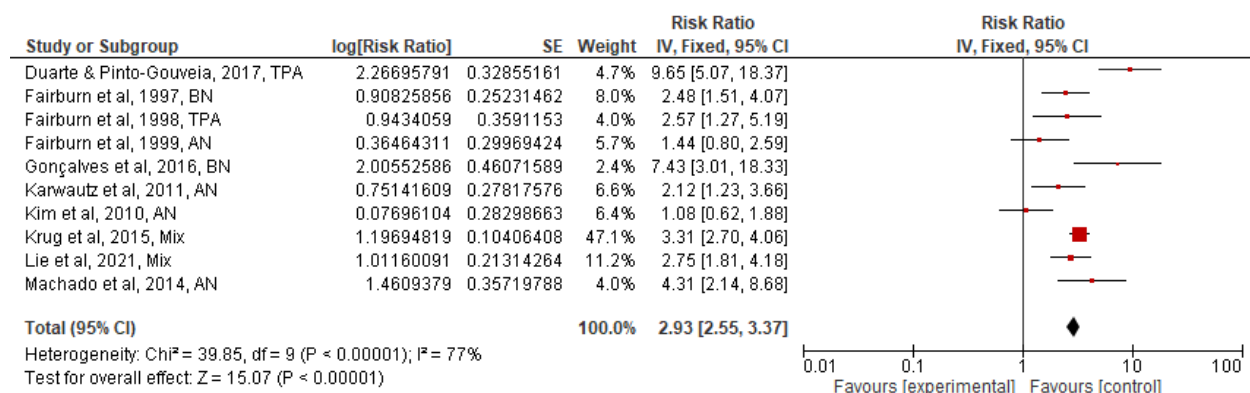 Risk Ratio Risk Ratio
Study or Subgroup log[Risk Ratio] SE Weight IV, Fixed, 95% CI IV, Fixed, 95% CI
Duarte & Pinto-Gouveia, 2017, TPA 2.26695791 0.32855161 4.7% 9.65 [5.07, 18.37]
Fairburn et al, 1997, BN 0.90825856 0.25231462 8.0% 2.48 [1.51, 4.07]
Fairburn et al, 1998, TPA 0.9434059 0.3591153 4.0% 2.57 [1.27, 5.19]
Fairburn et al, 1999, AN 0.36464311 0.29969424 5.7% 1.44 [0.80, 2.59]
Gonçalves et al, 2016, BN 2.00552586 0.46071589 2.4% 7.43 [3.01, 18.33]
Karwautz et al, 2011, AN 0.75141609 0.27817576 6.6% 2.12 [1.23, 3.66]
Kim et al, 2010, AN 0.07696104 0.28298663 6.4% 1.08 [0.62, 1.88]
Krug et al, 2015, Mix 1.19694819 0.10406408 47.1% 3.31 [2.70, 4.06]
Lie et al, 2021, Mix 1.01160091 0.21314264 11.2% 2.75 [1.81, 4.18]
Machado et al, 2014, AN 1.4609379 0.35719788 4.0% 4.31 [2.14, 8.68]
Total (95% CI) 100.0% 2.93 [2.55, 3.37]
Heterogeneity: Chi² = 39.85, df = 9 (P < 0.00001); I² = 77%
Test for overall effect: Z = 15.07 (P < 0.00001)
0.01 0.1 1 10 100
Favours [experimental] Favours [control]